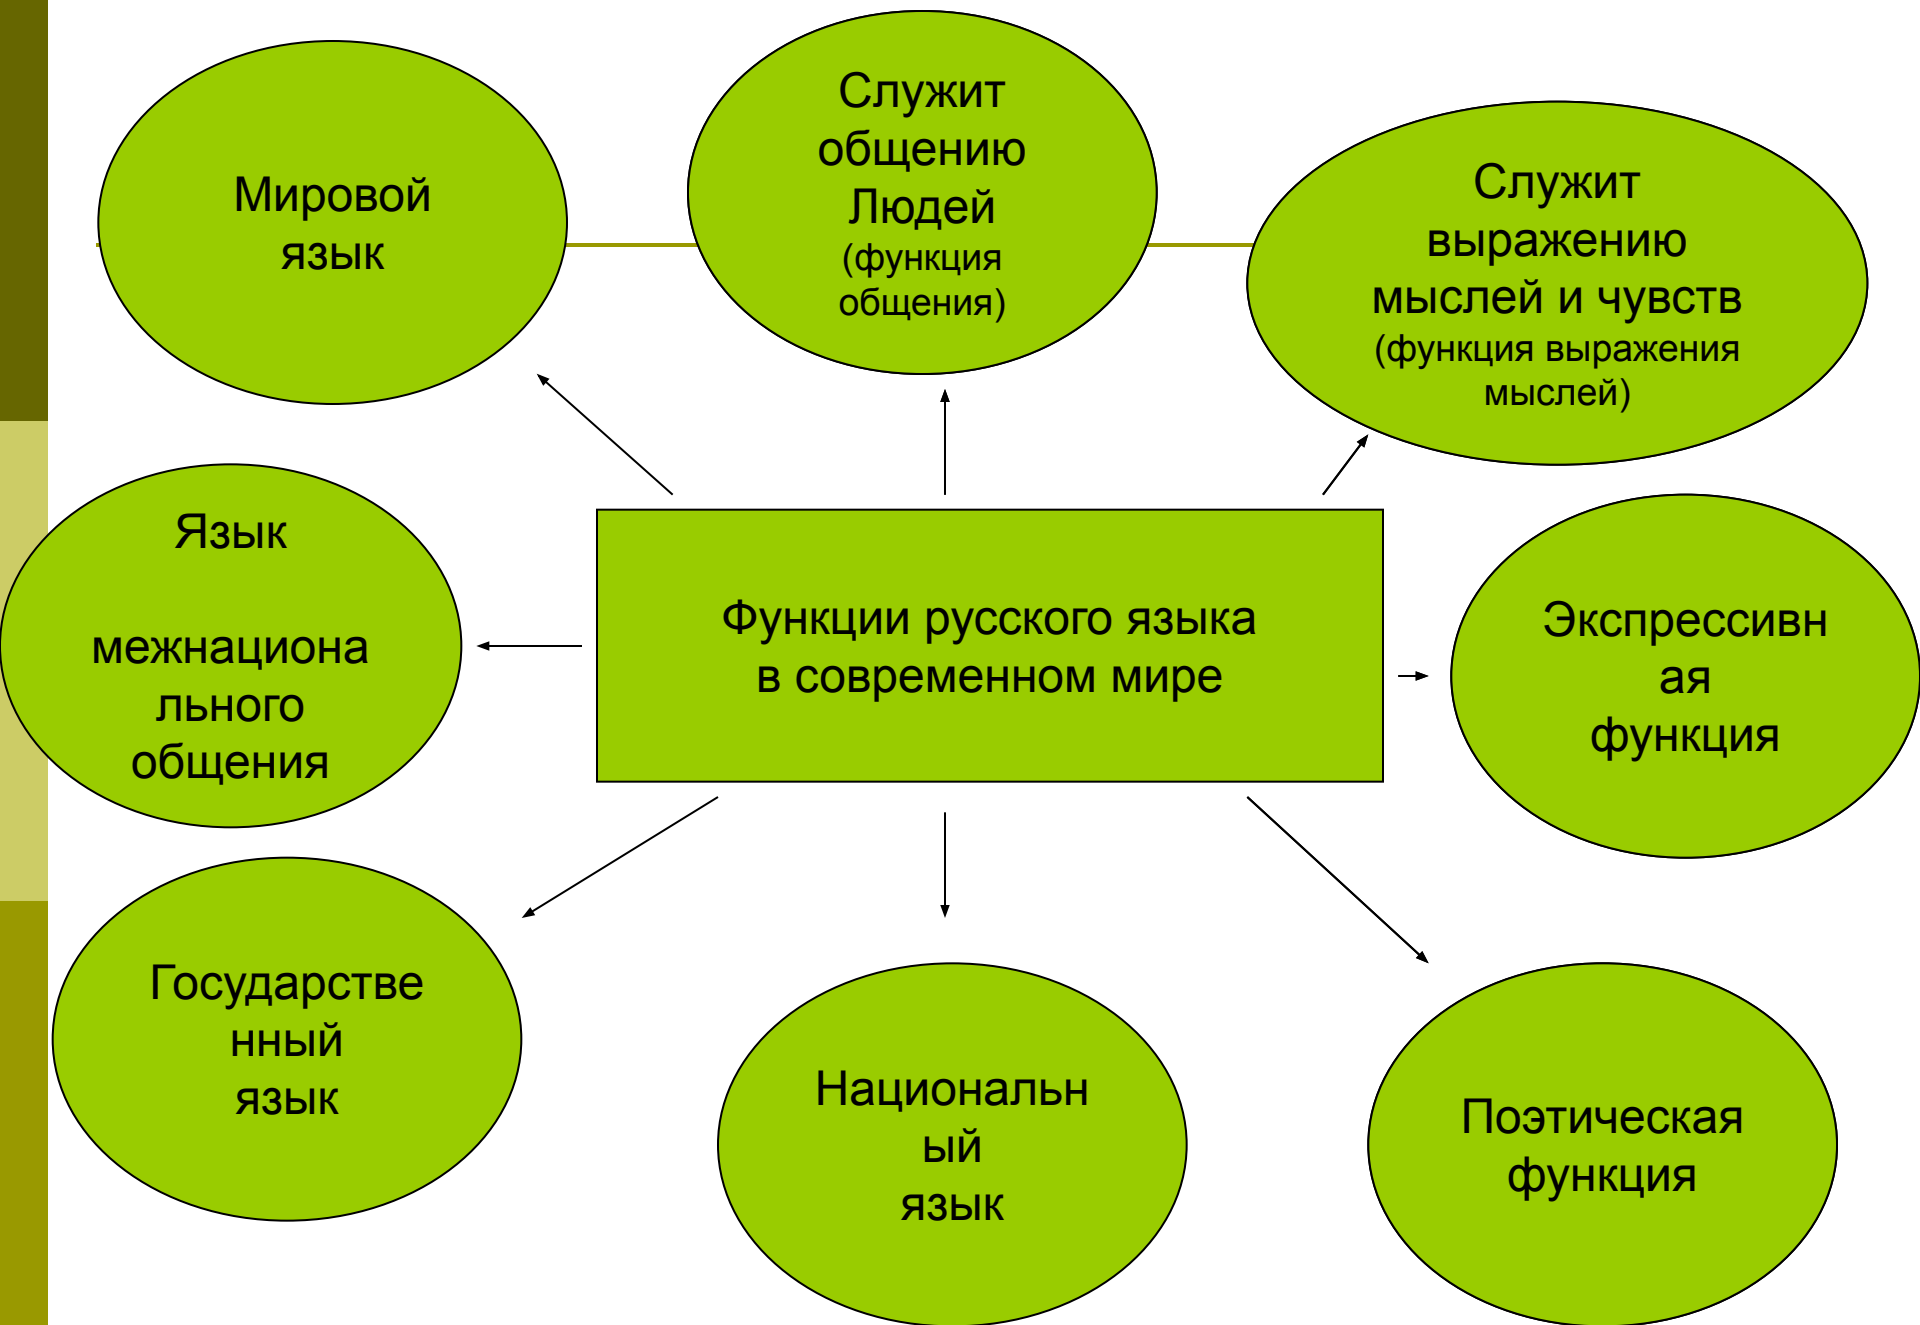 Мировой
язык
Служит
общению
Людей
(функция
общения)
Служит
выражению
мыслей и чувств
(функция выражения
мыслей)
Язык
межнациона
льного
общения
Функции русского языка
в современном мире
Экспрессивн
ая
функция
Государстве
нный
язык
Национальн
ый
язык
Поэтическая
функция